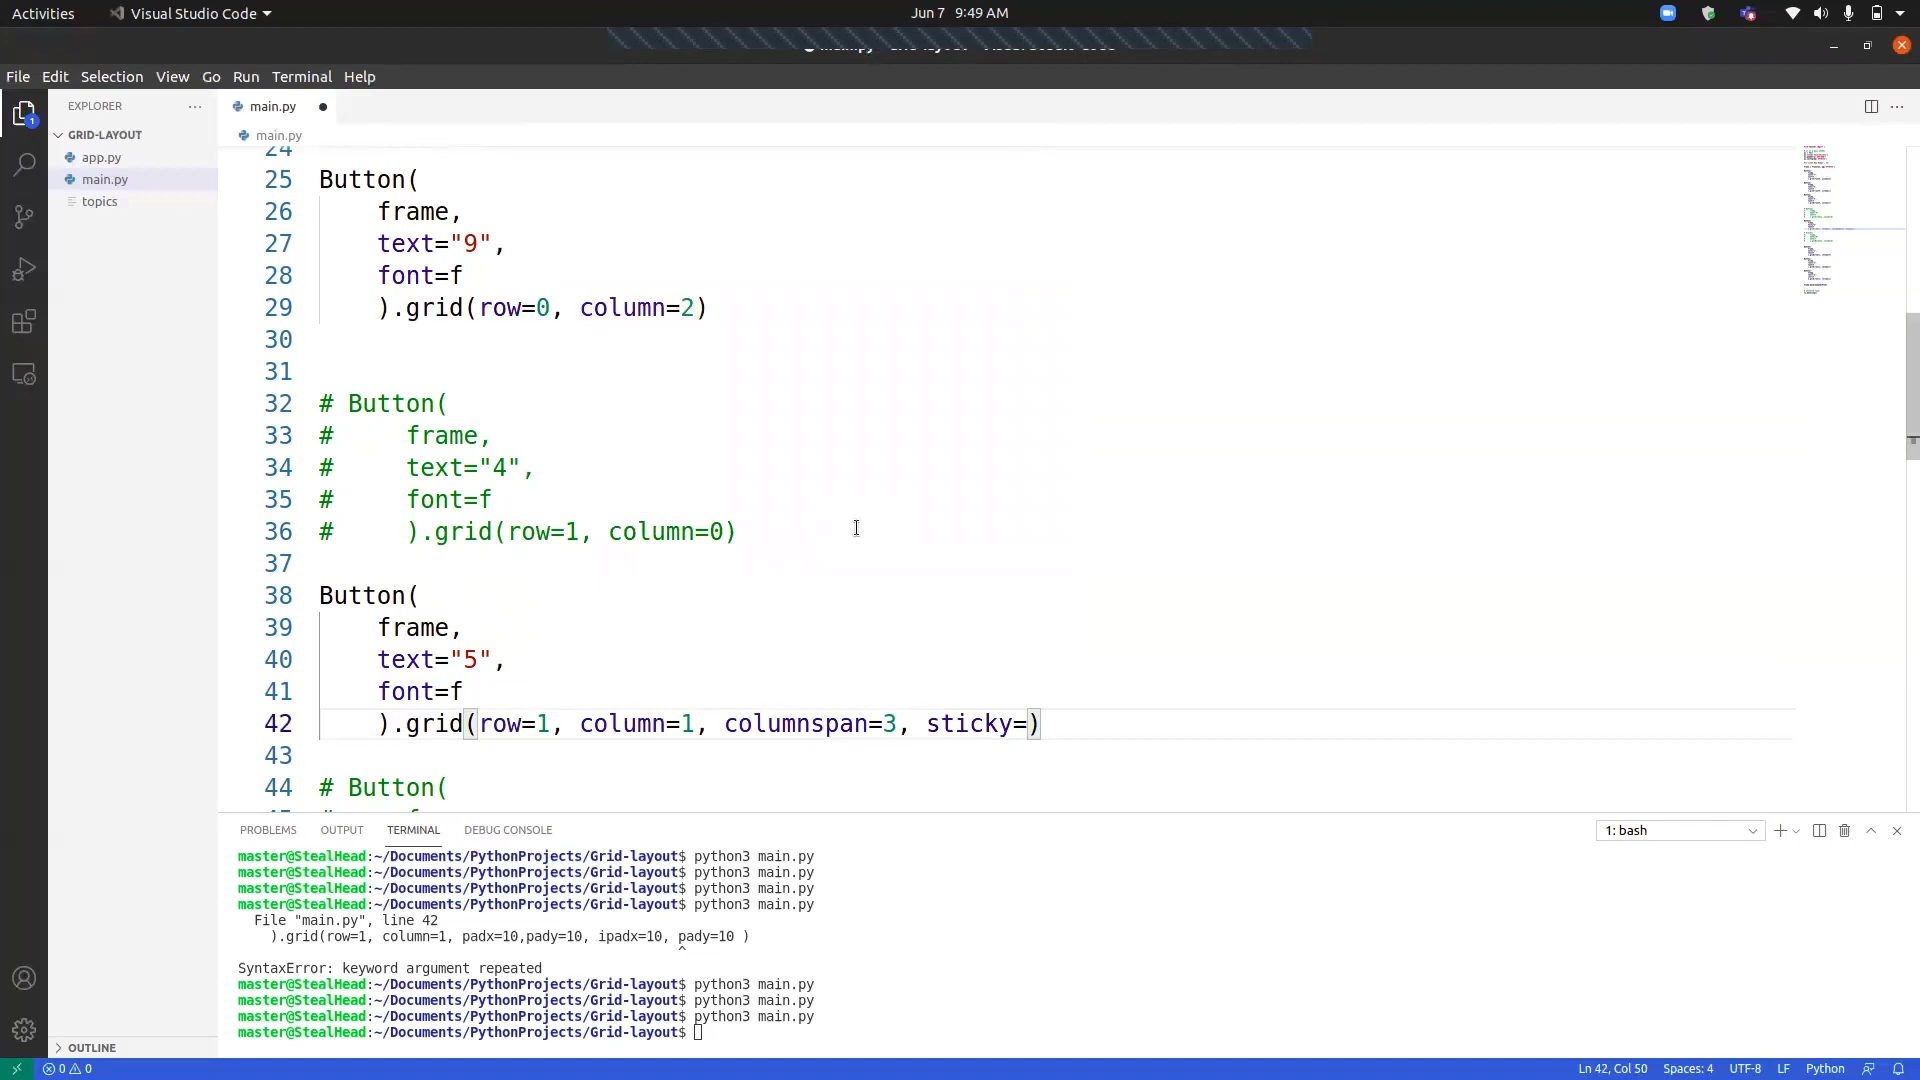 Activities Visual Studio Code Jun 7 9:49 AM
File Edit Selection View Go Run Terminal Help
EXPLORER ··· main.py ● ···
GRID-LAYOUT main.py
app.py
main.py
topics
1
24
25 Button(
26 frame,
27 text="9",
28 font=f
29 ).grid(row=0, column=2)
30
31
32 # Button(
33 #     frame,
34 #     text="4",
35 #     font=f
36 #     ).grid(row=1, column=0)
37
38 Button(
39 frame,
40 text="5",
41 font=f
42 ).grid(row=1, column=1, columnspan=3, sticky=)
43
44 # Button(
PROBLEMS OUTPUT TERMINAL DEBUG CONSOLE 1: bash
master@StealHead:~/Documents/PythonProjects/Grid-layout$ python3 main.py
master@StealHead:~/Documents/PythonProjects/Grid-layout$ python3 main.py
master@StealHead:~/Documents/PythonProjects/Grid-layout$ python3 main.py
master@StealHead:~/Documents/PythonProjects/Grid-layout$ python3 main.py
File "main.py", line 42
).grid(row=1, column=1, padx=10,pady=10, ipadx=10, pady=10 )
^
SyntaxError: keyword argument repeated
master@StealHead:~/Documents/PythonProjects/Grid-layout$ python3 main.py
master@StealHead:~/Documents/PythonProjects/Grid-layout$ python3 main.py
master@StealHead:~/Documents/PythonProjects/Grid-layout$ python3 main.py
master@StealHead:~/Documents/PythonProjects/Grid-layout$
OUTLINE
0 0 Ln 42, Col 50 Spaces: 4 UTF-8 LF Python